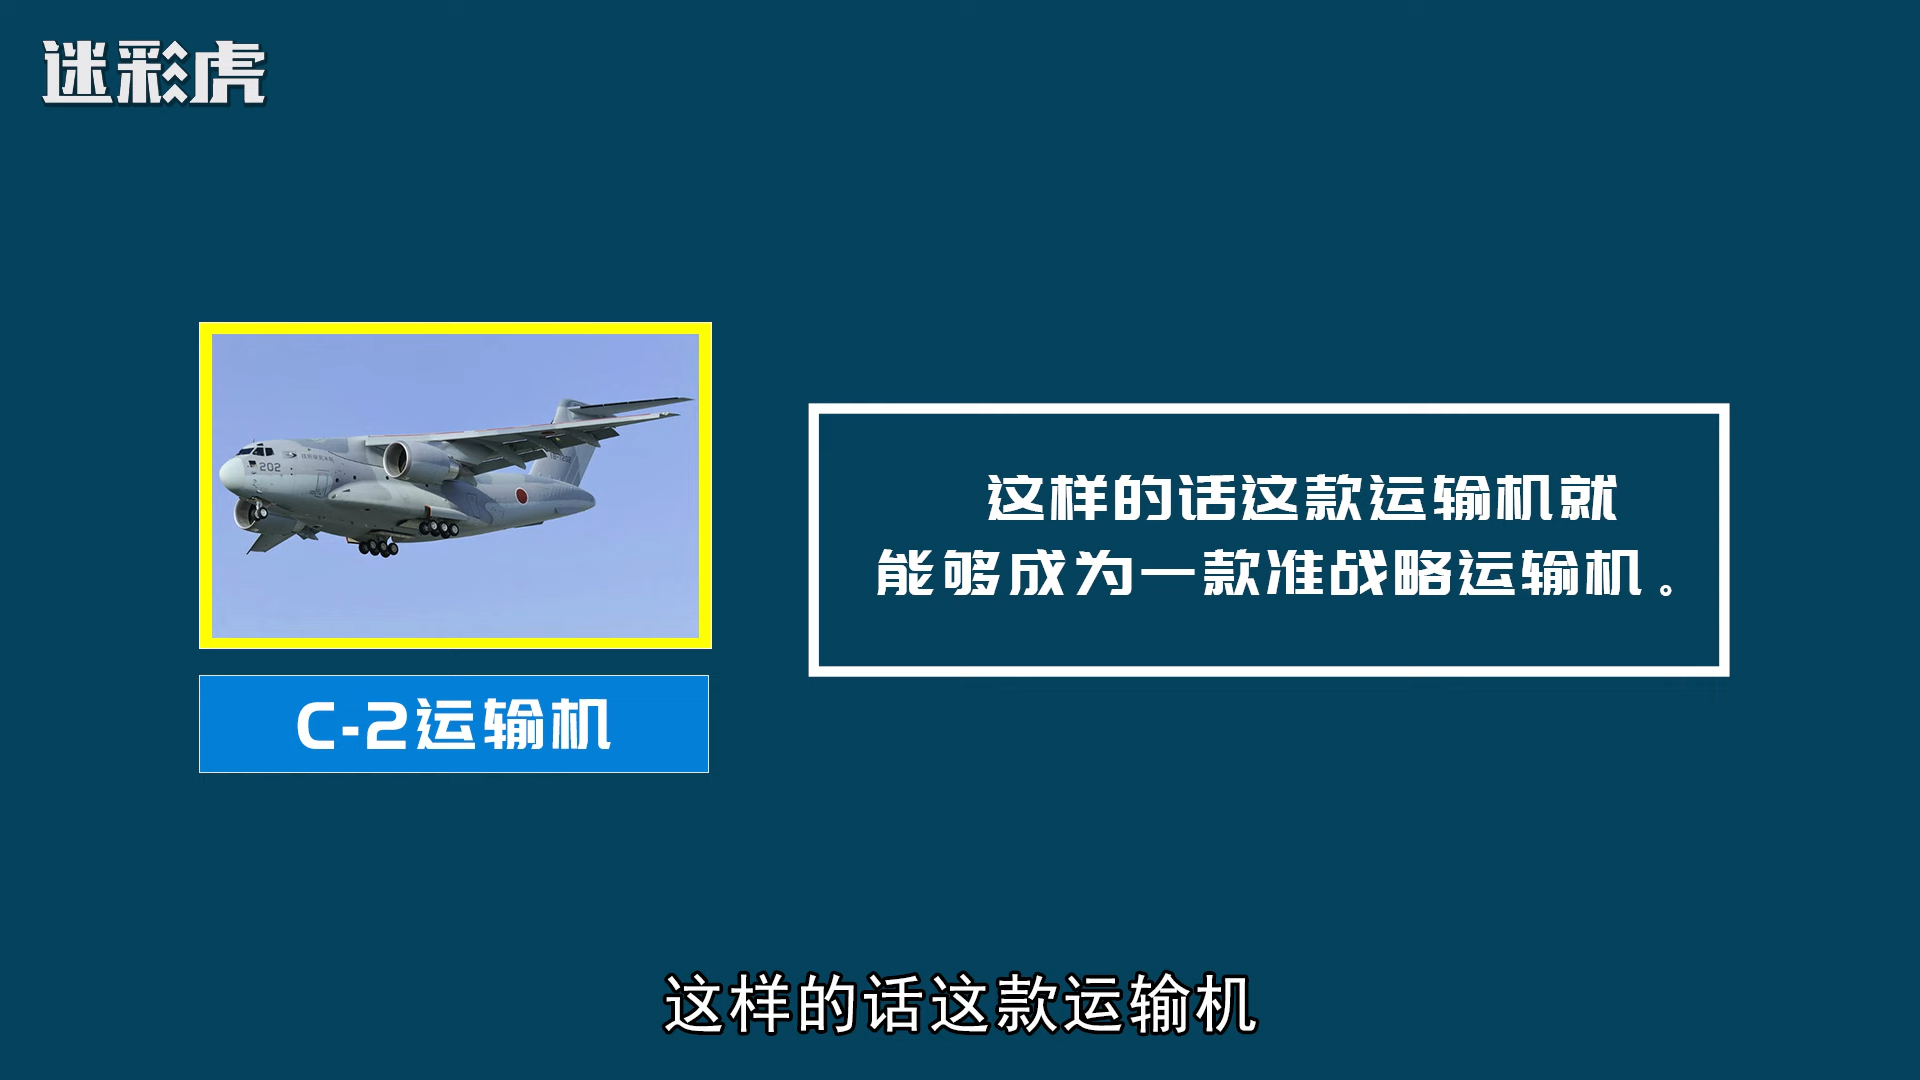 迷彩虎
202
这样的话这款运输机就
能够成为一款准战略运输机。
C-2运输机
这样的话这款运输机